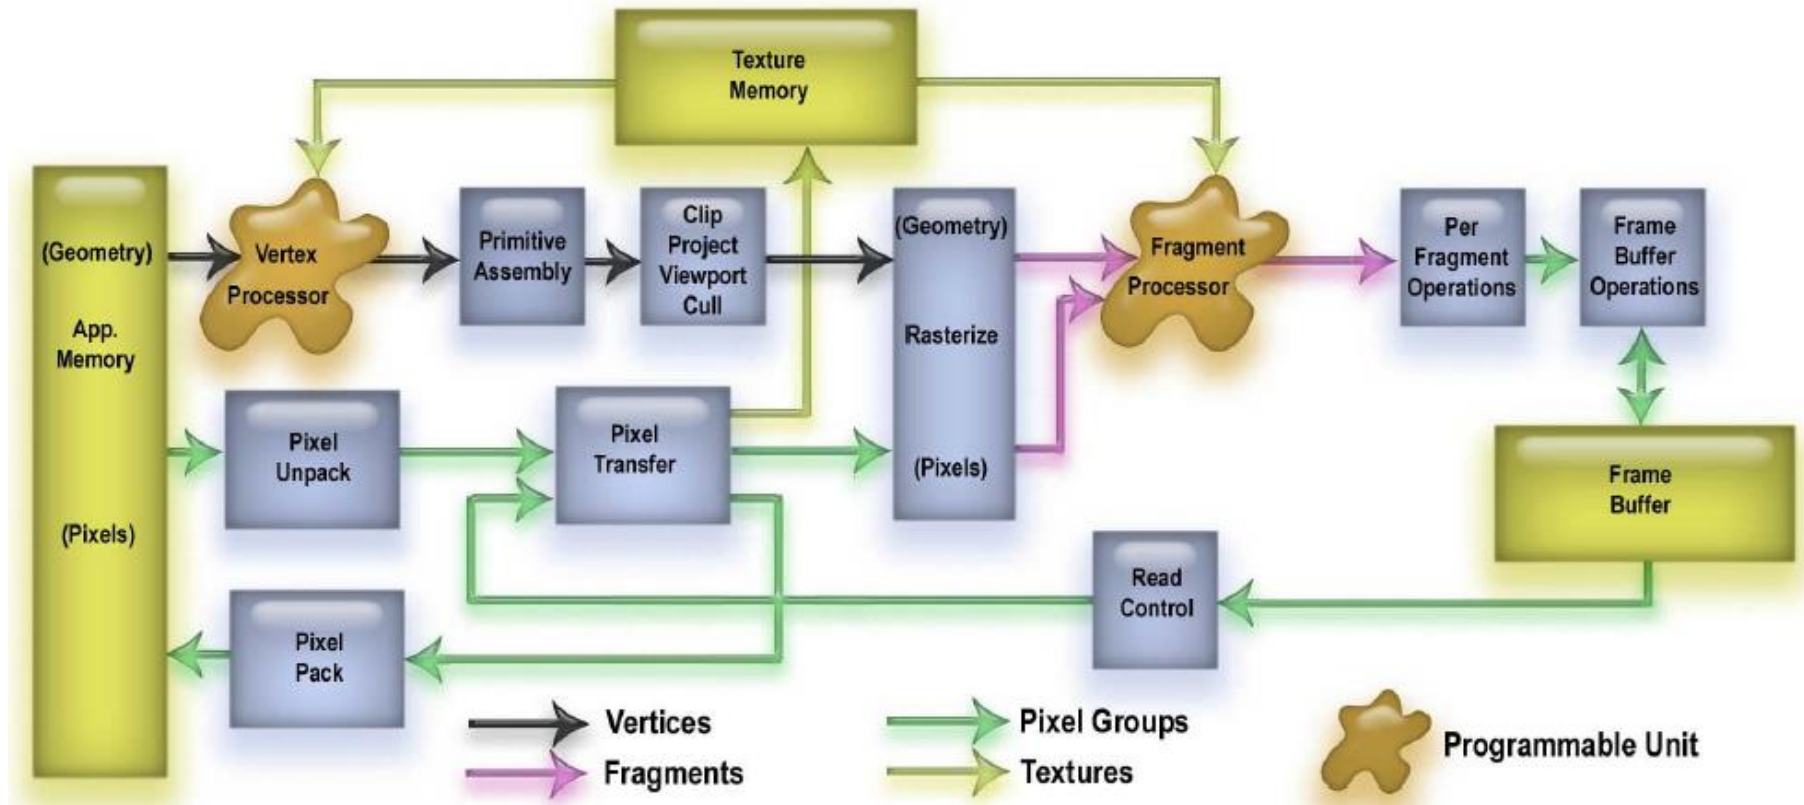 Texture
Memory
(Geometry)
App.
Memory
(Pixels)
Vertex
Processor
Primitive
Assembly
Clip
Project
Viewport
Cull
(Geometry)
Rasterize
(Pixels)
Fragment
Processor
Per
Fragment
Operations
Frame
Buffer
Operations
Pixel
Unpack
Pixel
Transfer
Frame
Buffer
Read
Control
Pixel
Pack
Vertices
Fragments
Pixel Groups
Textures
Programmable Unit